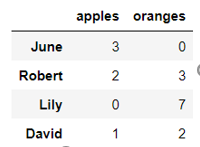 apples oranges
June 3 0
Robert 2 3
Lily 0 7
David 1 2